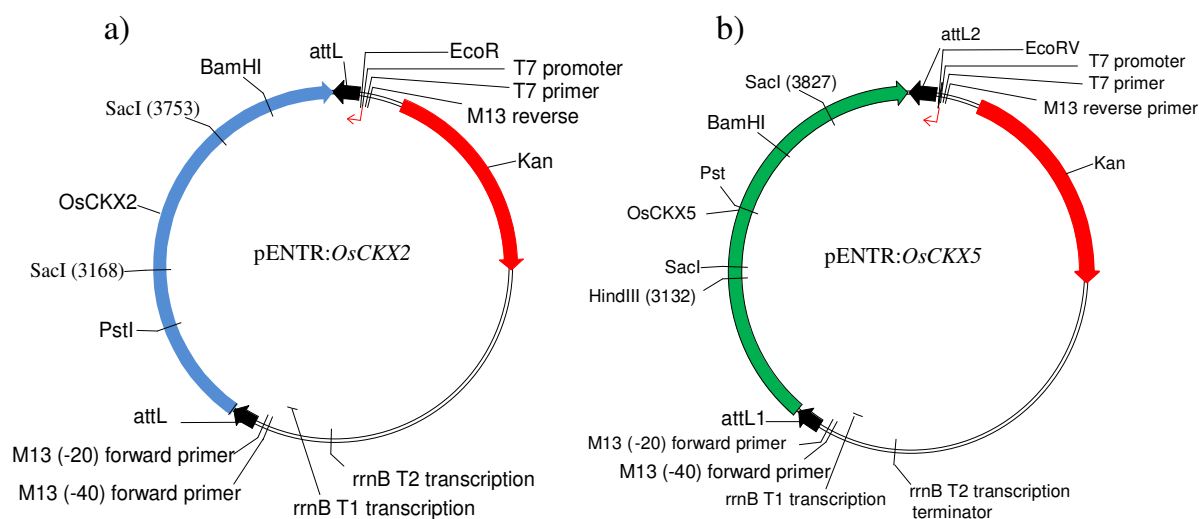 a)
attL
EcoR
T7 promoter
T7 primer
M13 reverse
BamHI
SacI (3753)
Kan
OsCKX2
pENTR:OsCKX2
SacI (3168)
PstI
attL
M13 (-20) forward primer
M13 (-40) forward primer
rrnB T2 transcription
rrnB T1 transcription
b)
attL2
EcoRV
T7 promoter
T7 primer
M13 reverse primer
SacI (3827)
BamHI
Kan
Pst
OsCKX5
pENTR:OsCKX5
SacI
HindIII (3132)
attL1
M13 (-20) forward primer
M13 (-40) forward primer
rrnB T1 transcription
rrnB T2 transcription
terminator